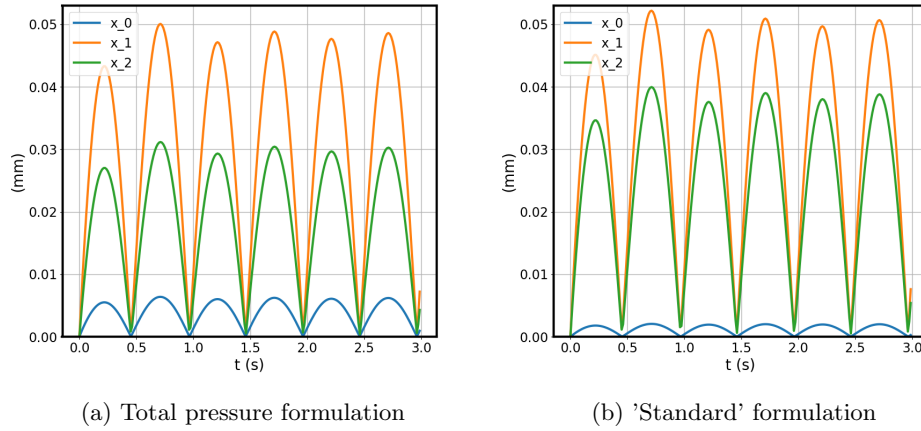 x_0
x_1
x_2
0.05
0.04
0.03
0.02
0.01
0.00
(mm)
0.0 0.5 1.0 1.5 2.0 2.5 3.0
t (s)
(a) Total pressure formulation
x_0
x_1
x_2
0.05
0.04
0.03
0.02
0.01
0.00
(mm)
0.0 0.5 1.0 1.5 2.0 2.5 3.0
t (s)
(b) ’Standard’ formulation